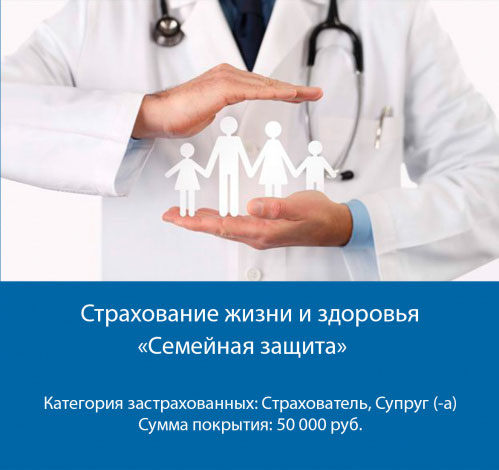 Страхование жизни и здоровья
«Семейная защита»
Категория застрахованных: Страхователь, Супруг (-а)
Сумма покрытия: 50 000 руб.